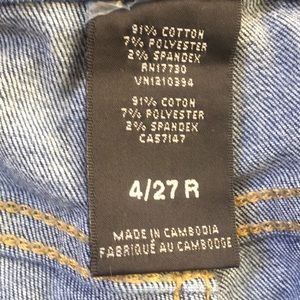 91% COTTON
7% POLYESTER
2% SPANDEX
RN17730
VN1210394
91% COTON
7% POLYESTER
2% SPANDEX
CA57147
4/27 R
MADE IN CAMBODIA
FABRIQUÉ AU CAMBODGE